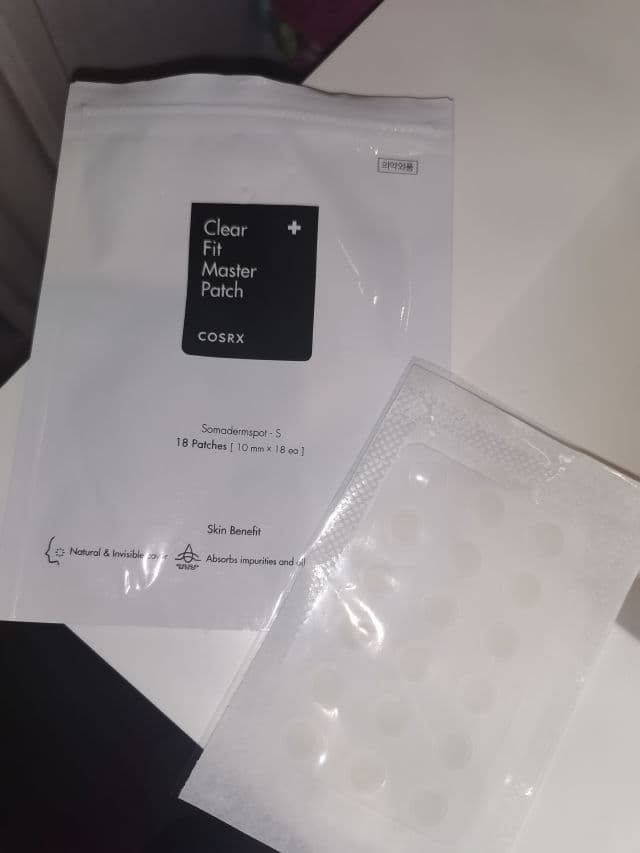 의약외품
Clear
Fit
Master
Patch
COSRX
Somadermspot - S
18 Patches [ 10 mm × 18 ea ]
Skin Benefit
Natural & Invisible cover
Absorbs impurities and oil